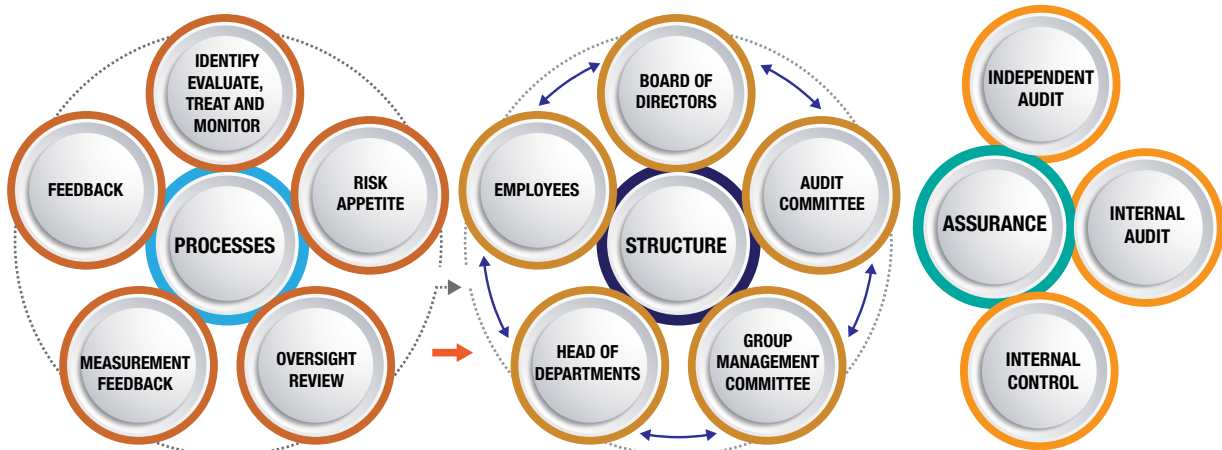 IDENTIFY
EVALUATE,
TREAT AND
MONITOR
FEEDBACK
RISK
APPETITE
PROCESSES
MEASUREMENT
FEEDBACK
OVERSIGHT
REVIEW
BOARD OF
DIRECTORS
EMPLOYEES
AUDIT
COMMITTEE
STRUCTURE
HEAD OF
DEPARTMENTS
GROUP
MANAGEMENT
COMMITTEE
INDEPENDENT
AUDIT
ASSURANCE
INTERNAL
AUDIT
INTERNAL
CONTROL